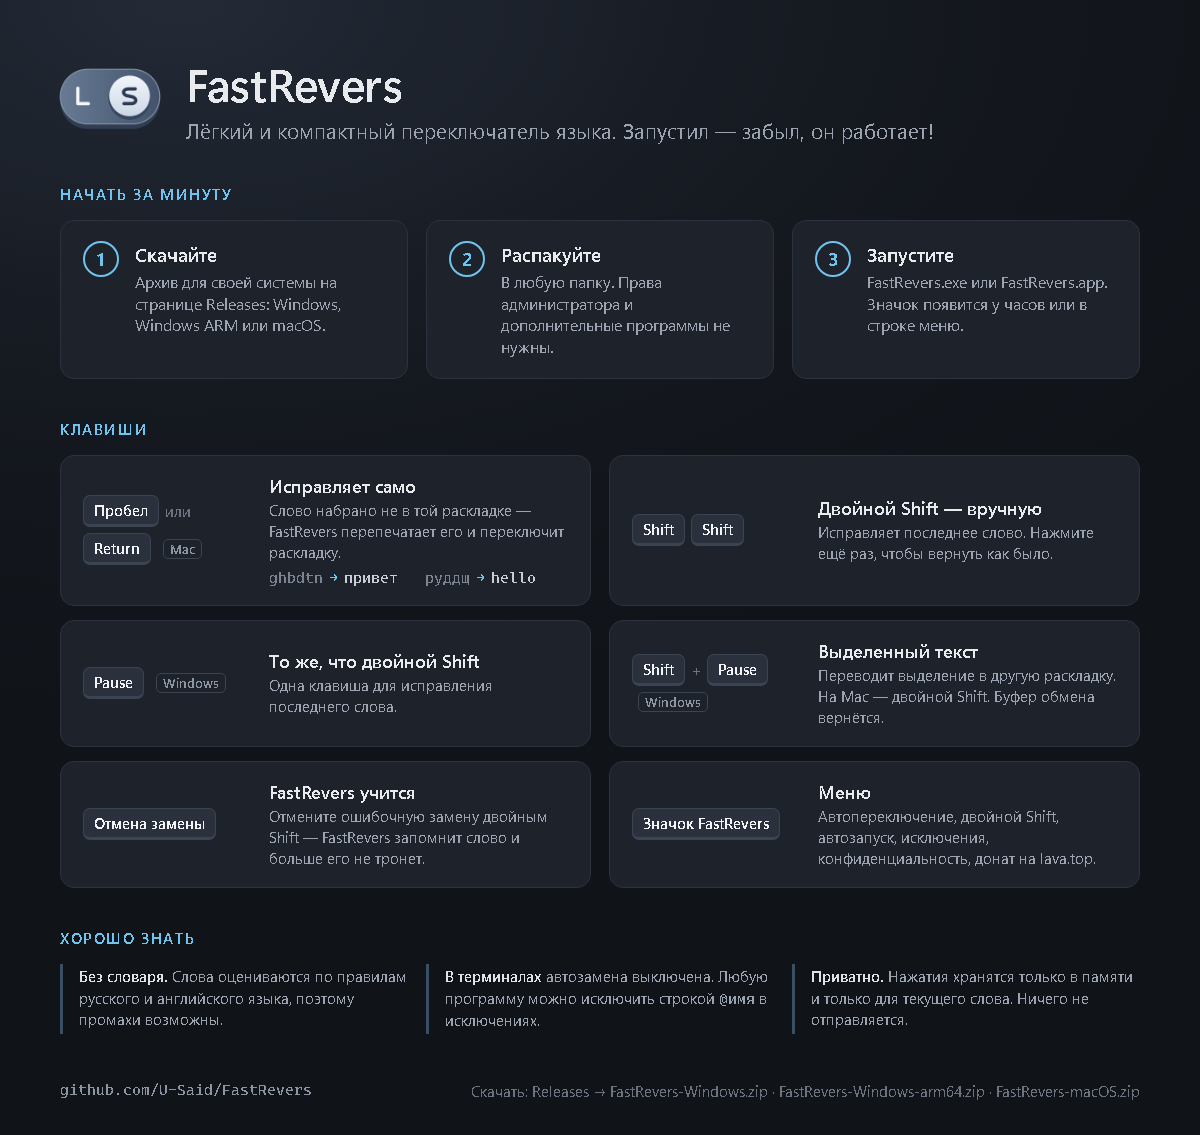 L S
FastRevers
Лёгкий и компактный переключатель языка. Запустил — забыл, он работает!
НАЧАТЬ ЗА МИНУТУ
1 Скачайте
Архив для своей системы на
странице Releases: Windows,
Windows ARM или macOS.
2 Распакуйте
В любую папку. Права
администратора и
дополнительные программы не
нужны.
3 Запустите
FastRevers.exe или FastRevers.app.
Значок появится у часов или в
строке меню.
КЛАВИШИ
Пробел или
Return Mac
Исправляет само
Слово набрано не в той раскладке —
FastRevers перепечатает его и переключит
раскладку.
ghbdtn → привет руддщ → hello
Shift Shift
Двойной Shift — вручную
Исправляет последнее слово. Нажмите
ещё раз, чтобы вернуть как было.
Pause Windows
То же, что двойной Shift
Одна клавиша для исправления
последнего слова.
Shift + Pause
Windows
Выделенный текст
Переводит выделение в другую раскладку.
На Mac — двойной Shift. Буфер обмена
вернётся.
Отмена замены
FastRevers учится
Отмените ошибочную замену двойным
Shift — FastRevers запомнит слово и
больше его не тронет.
Значок FastRevers
Меню
Автопереключение, двойной Shift,
автозапуск, исключения,
конфиденциальность, донат на lava.top.
ХОРОШО ЗНАТЬ
Без словаря. Слова оцениваются по правилам
русского и английского языка, поэтому
промахи возможны.
В терминалах автозамена выключена. Любую
программу можно исключить строкой @имя в
исключениях.
Приватно. Нажатия хранятся только в памяти
и только для текущего слова. Ничего не
отправляется.
github.com/U-Said/FastRevers
Скачать: Releases → FastRevers-Windows.zip · FastRevers-Windows-arm64.zip · FastRevers-macOS.zip